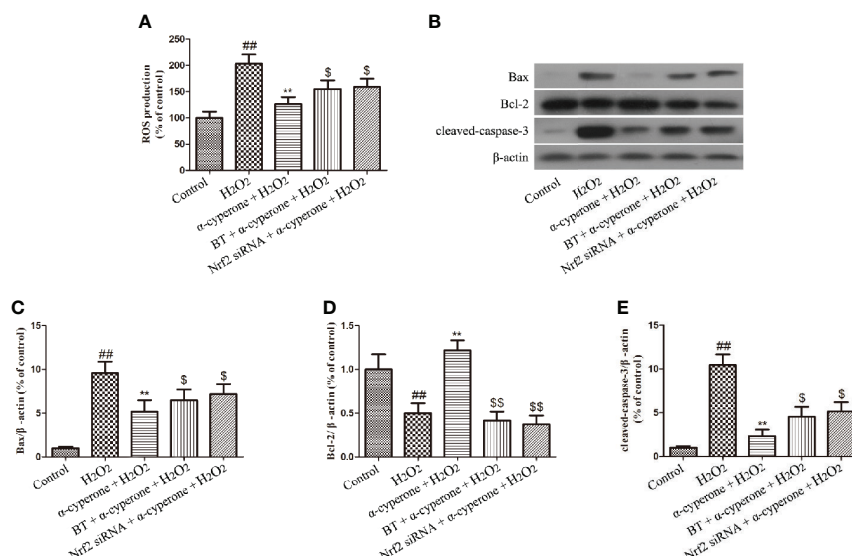 A
ROS production
(% of control)
250
200
150
100
50
0
##
**
$
$
Control
H2O2
α-cyperone + H2O2
BT + α-cyperone + H2O2
Nrf2 siRNA + α-cyperone + H2O2
B
Bax
Bcl-2
cleaved-caspase-3
β-actin
Control
H2O2
α-cyperone + H2O2
BT + α-cyperone + H2O2
Nrf2 siRNA + α-cyperone + H2O2
C
Bax/β -actin (% of control)
15
10
5
0
##
**
$
$
Control
H2O2
α-cyperone + H2O2
BT + α-cyperone + H2O2
Nrf2 siRNA + α-cyperone + H2O2
D
Bcl-2/ β -actin (% of control)
1.5
1.0
0.5
0.0
##
**
$$
$$
Control
H2O2
α-cyperone + H2O2
BT + α-cyperone + H2O2
Nrf2 siRNA + α-cyperone + H2O2
E
cleaved-caspase-3/β -actin
(% of control)
15
10
5
0
##
**
$
$
Control
H2O2
α-cyperone + H2O2
BT + α-cyperone + H2O2
Nrf2 siRNA + α-cyperone + H2O2